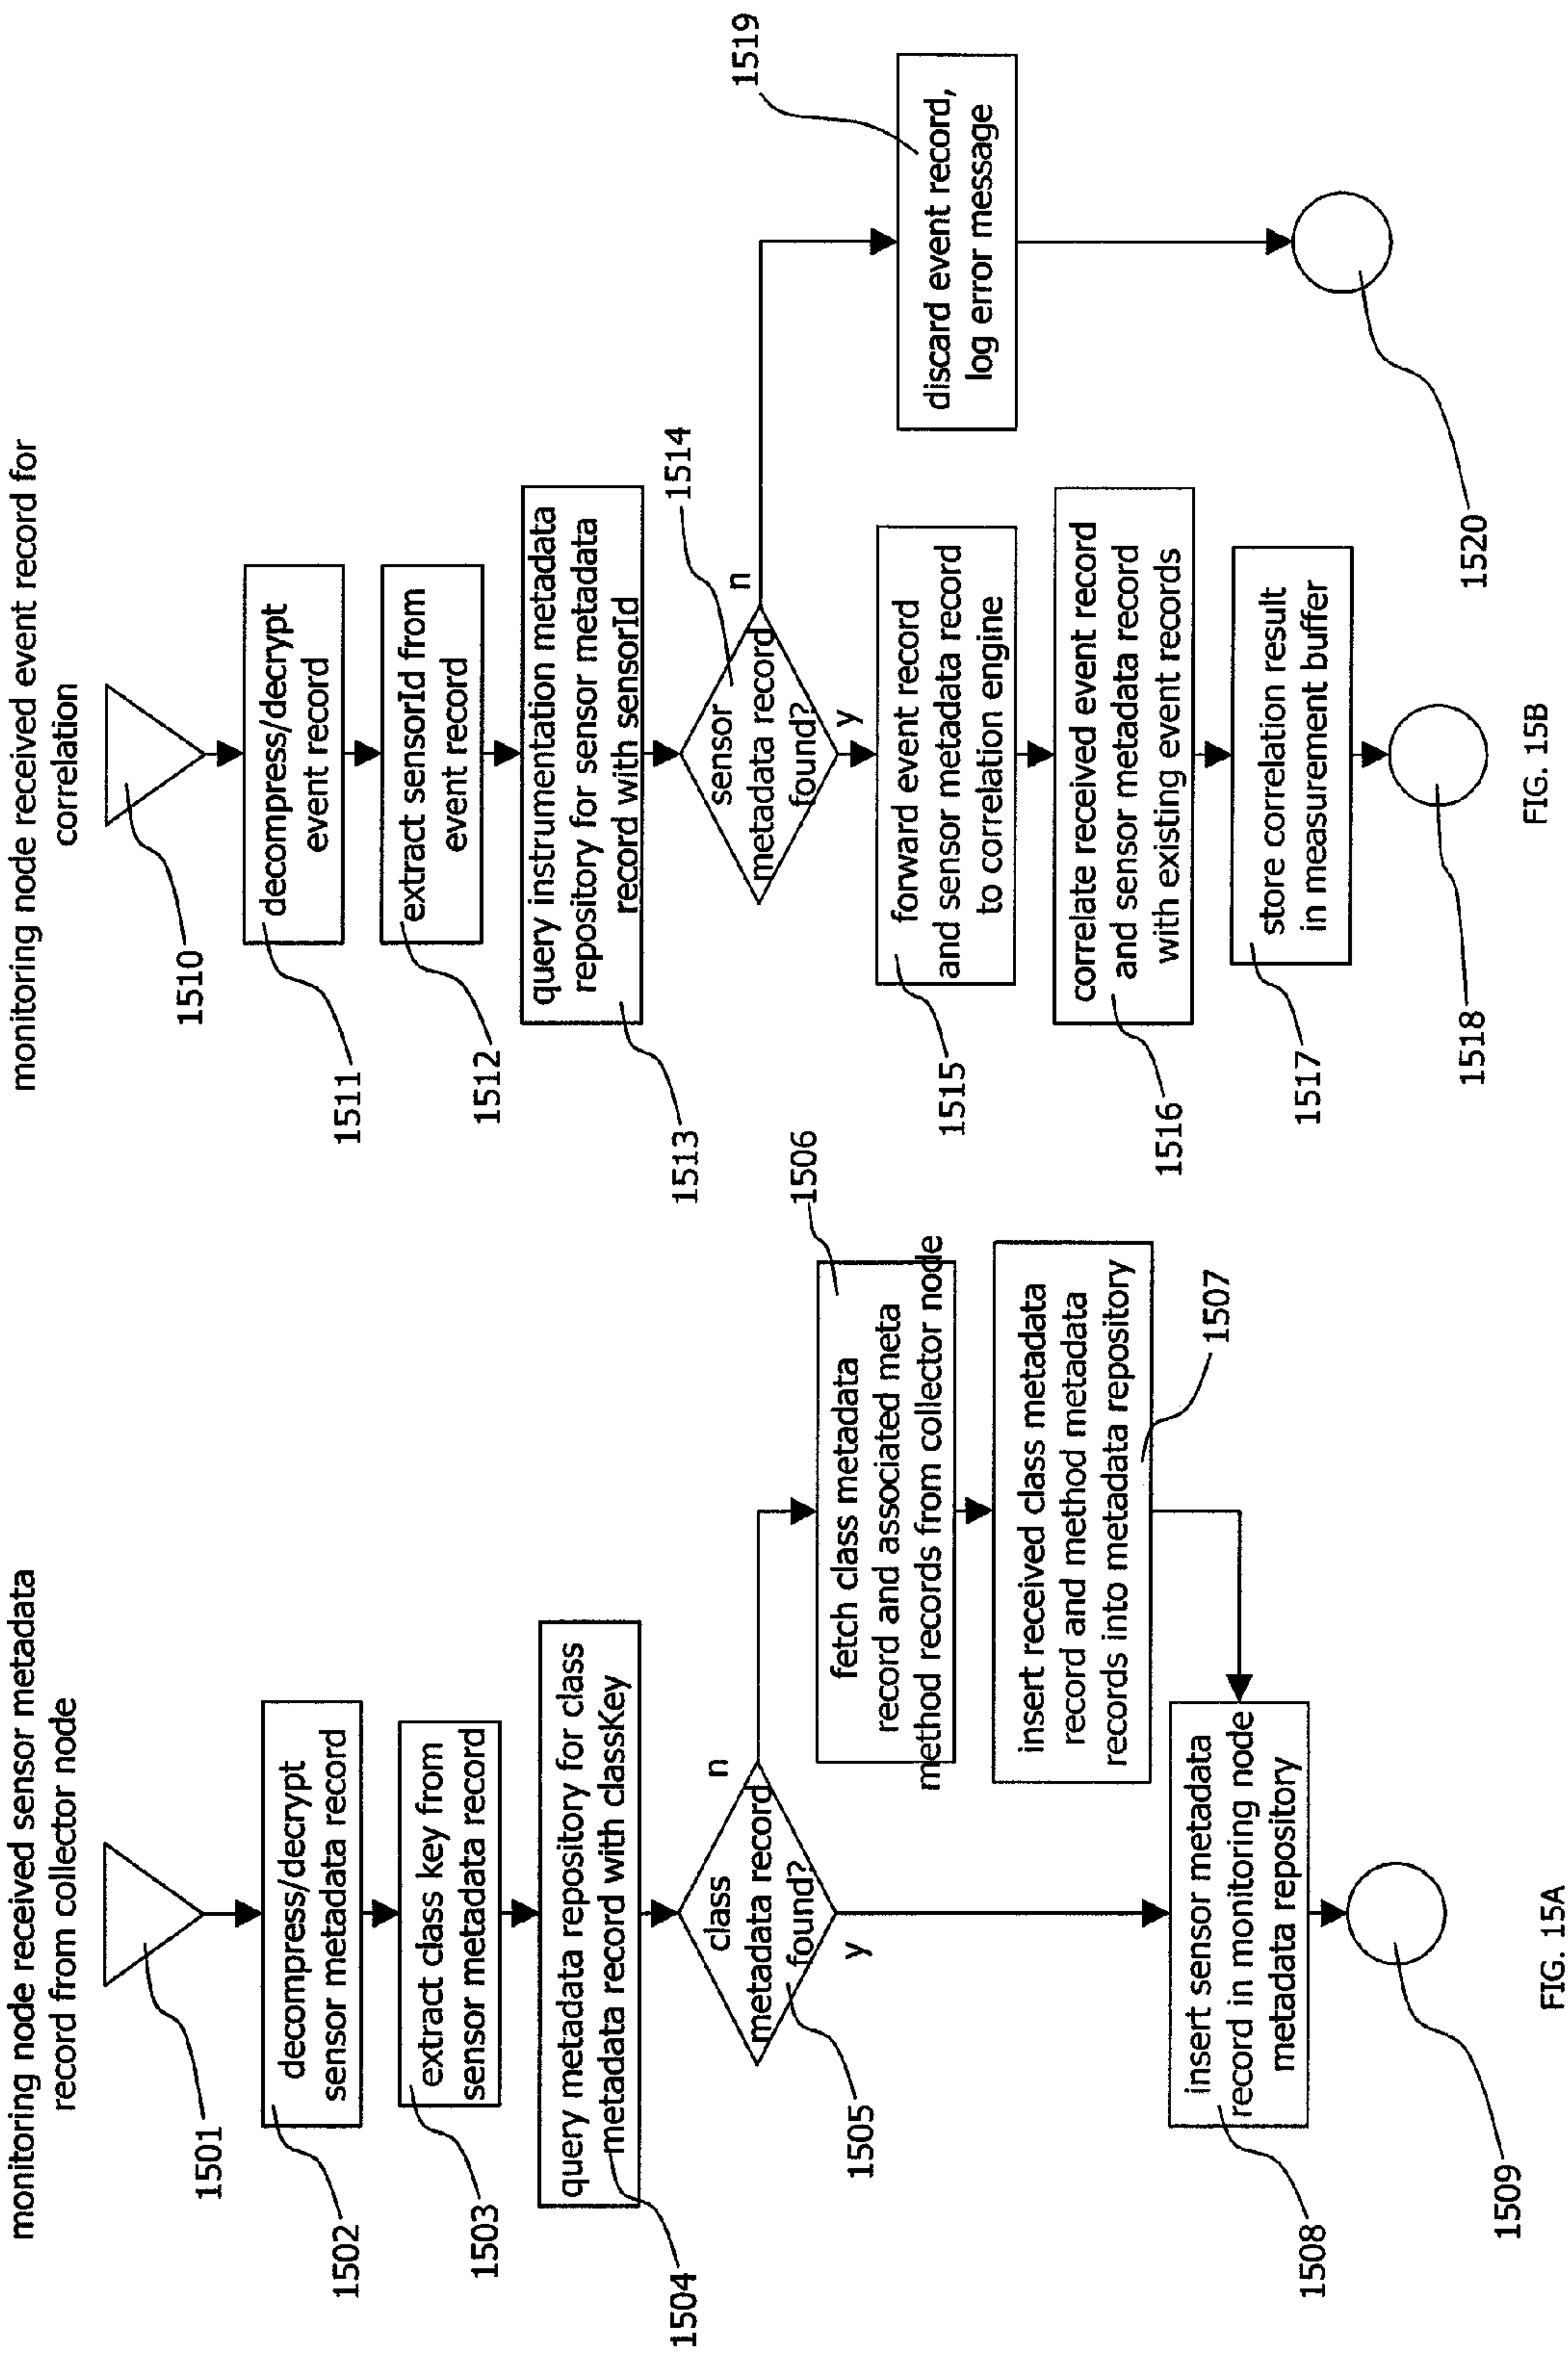 monitoring node received sensor metadata
record from collector node
1501
decompress/decrypt
sensor metadata record
1502
extract class key from
sensor metadata record
1503
query metadata repository for class
metadata record with classKey
1504
class
metadata record
found?
n
y
1505
fetch class metadata
record and associated meta
method records from collector node
1506
insert received class metadata
record and method metadata
records into metadata repository
1507
insert sensor metadata
record in monitoring node
metadata repository
1508
1509
FIG. 15A
monitoring node received event record for
correlation
1510
decompress/decrypt
event record
1511
extract sensorId from
event record
1512
query instrumentation metadata
repository for sensor metadata
record with sensorId
1513
sensor
metadata record
found?
n
y
1514
forward event record
and sensor metadata record
to correlation engine
1515
correlate received event record
and sensor metadata record
with existing event records
1516
store correlation result
in measurement buffer
1517
1518
discard event record,
log error message
1519
1520
FIG. 15B